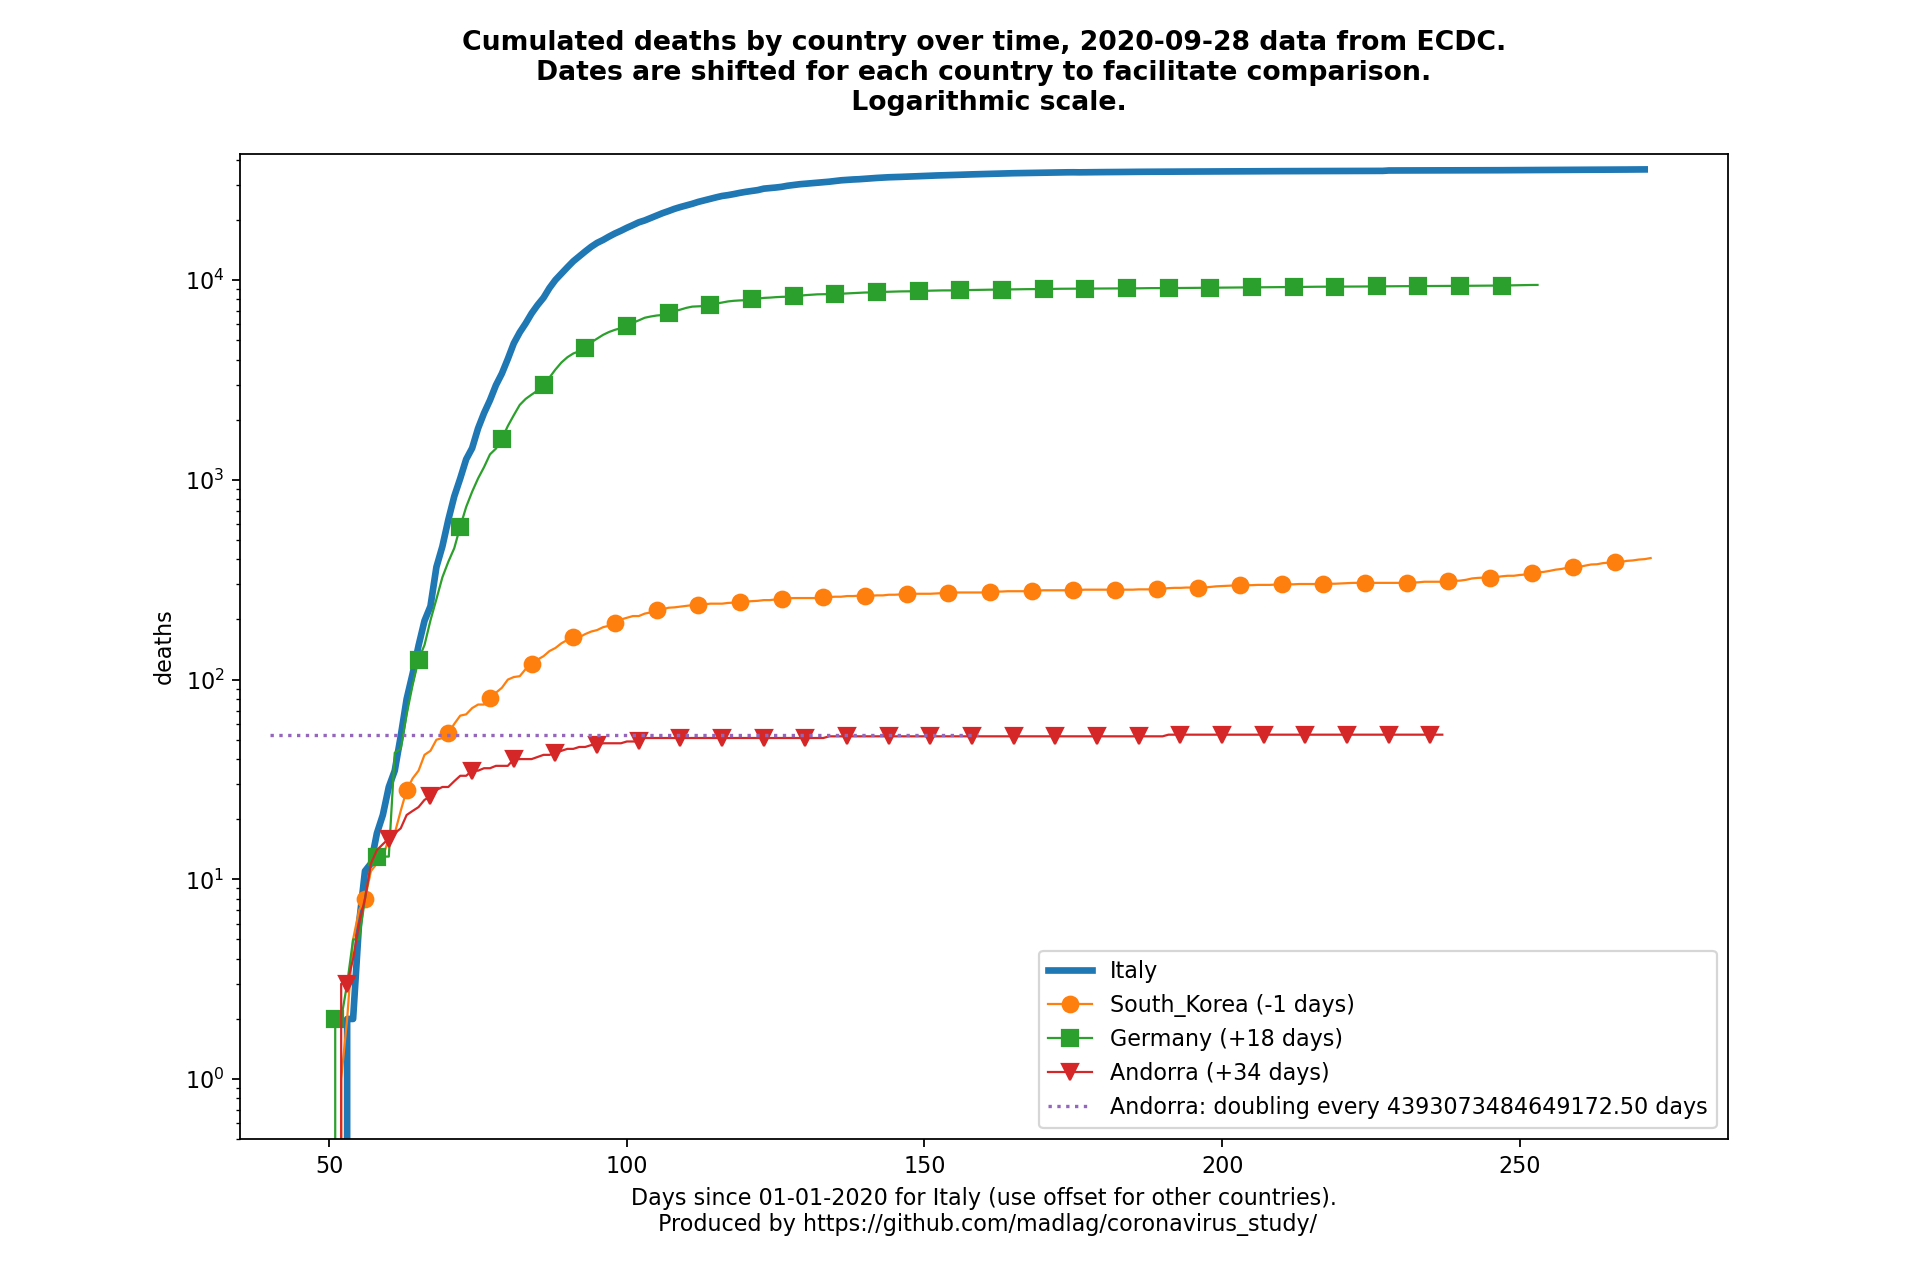 Cumulated deaths by country over time, 2020-09-28 data from ECDC.
Dates are shifted for each country to facilitate comparison.
Logarithmic scale.
deaths
10^4
10^3
10^2
10^1
10^0
50
100
150
200
250
Italy
South_Korea (-1 days)
Germany (+18 days)
Andorra (+34 days)
Andorra: doubling every 4393073484649172.50 days
Days since 01-01-2020 for Italy (use offset for other countries).
Produced by https://github.com/madlag/coronavirus_study/